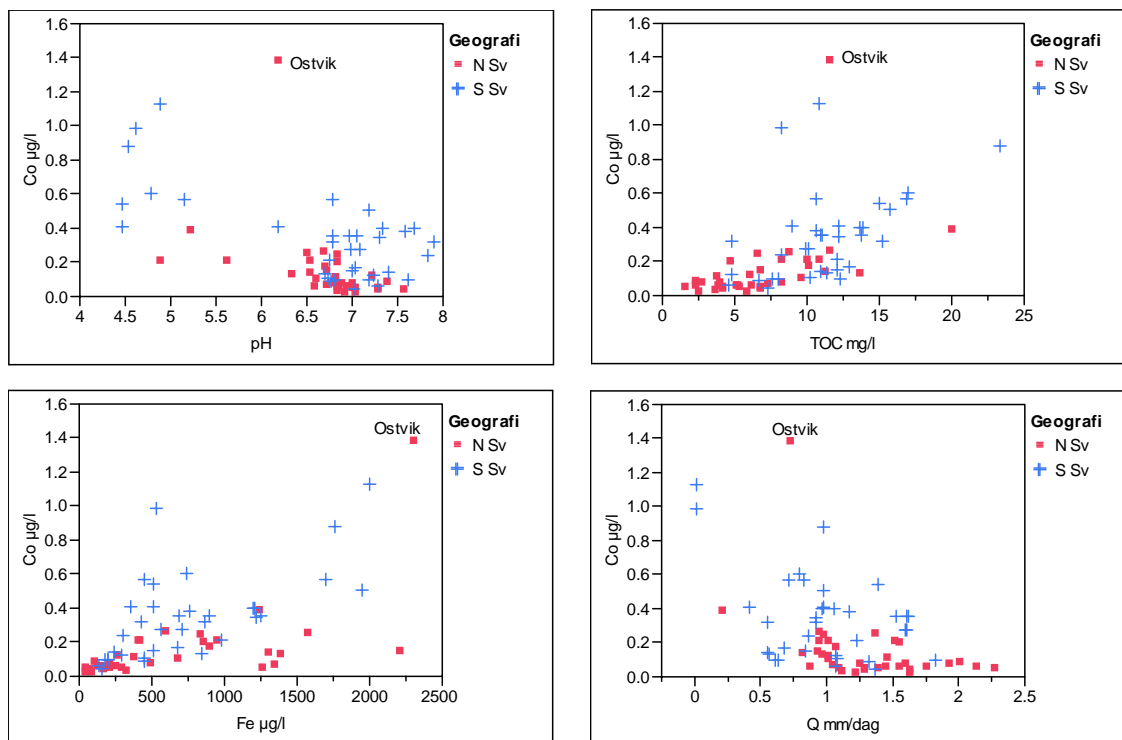 1.6
1.4
1.2
1.0
0.8
0.6
0.4
0.2
0.0
Co µg/l
Ostvik
4 4.5 5 5.5 6 6.5 7 7.5 8
pH
Geografi
N Sv
S Sv
1.6
1.4
1.2
1.0
0.8
0.6
0.4
0.2
0.0
Co µg/l
Ostvik
0 5 10 15 20 25
TOC mg/l
Geografi
N Sv
S Sv
1.6
1.4
1.2
1.0
0.8
0.6
0.4
0.2
0.0
Co µg/l
Ostvik
0 500 1000 1500 2000 2500
Fe µg/l
Geografi
N Sv
S Sv
1.6
1.4
1.2
1.0
0.8
0.6
0.4
0.2
0.0
Co µg/l
Ostvik
0 0.5 1 1.5 2 2.5
Q mm/dag
Geografi
N Sv
S Sv